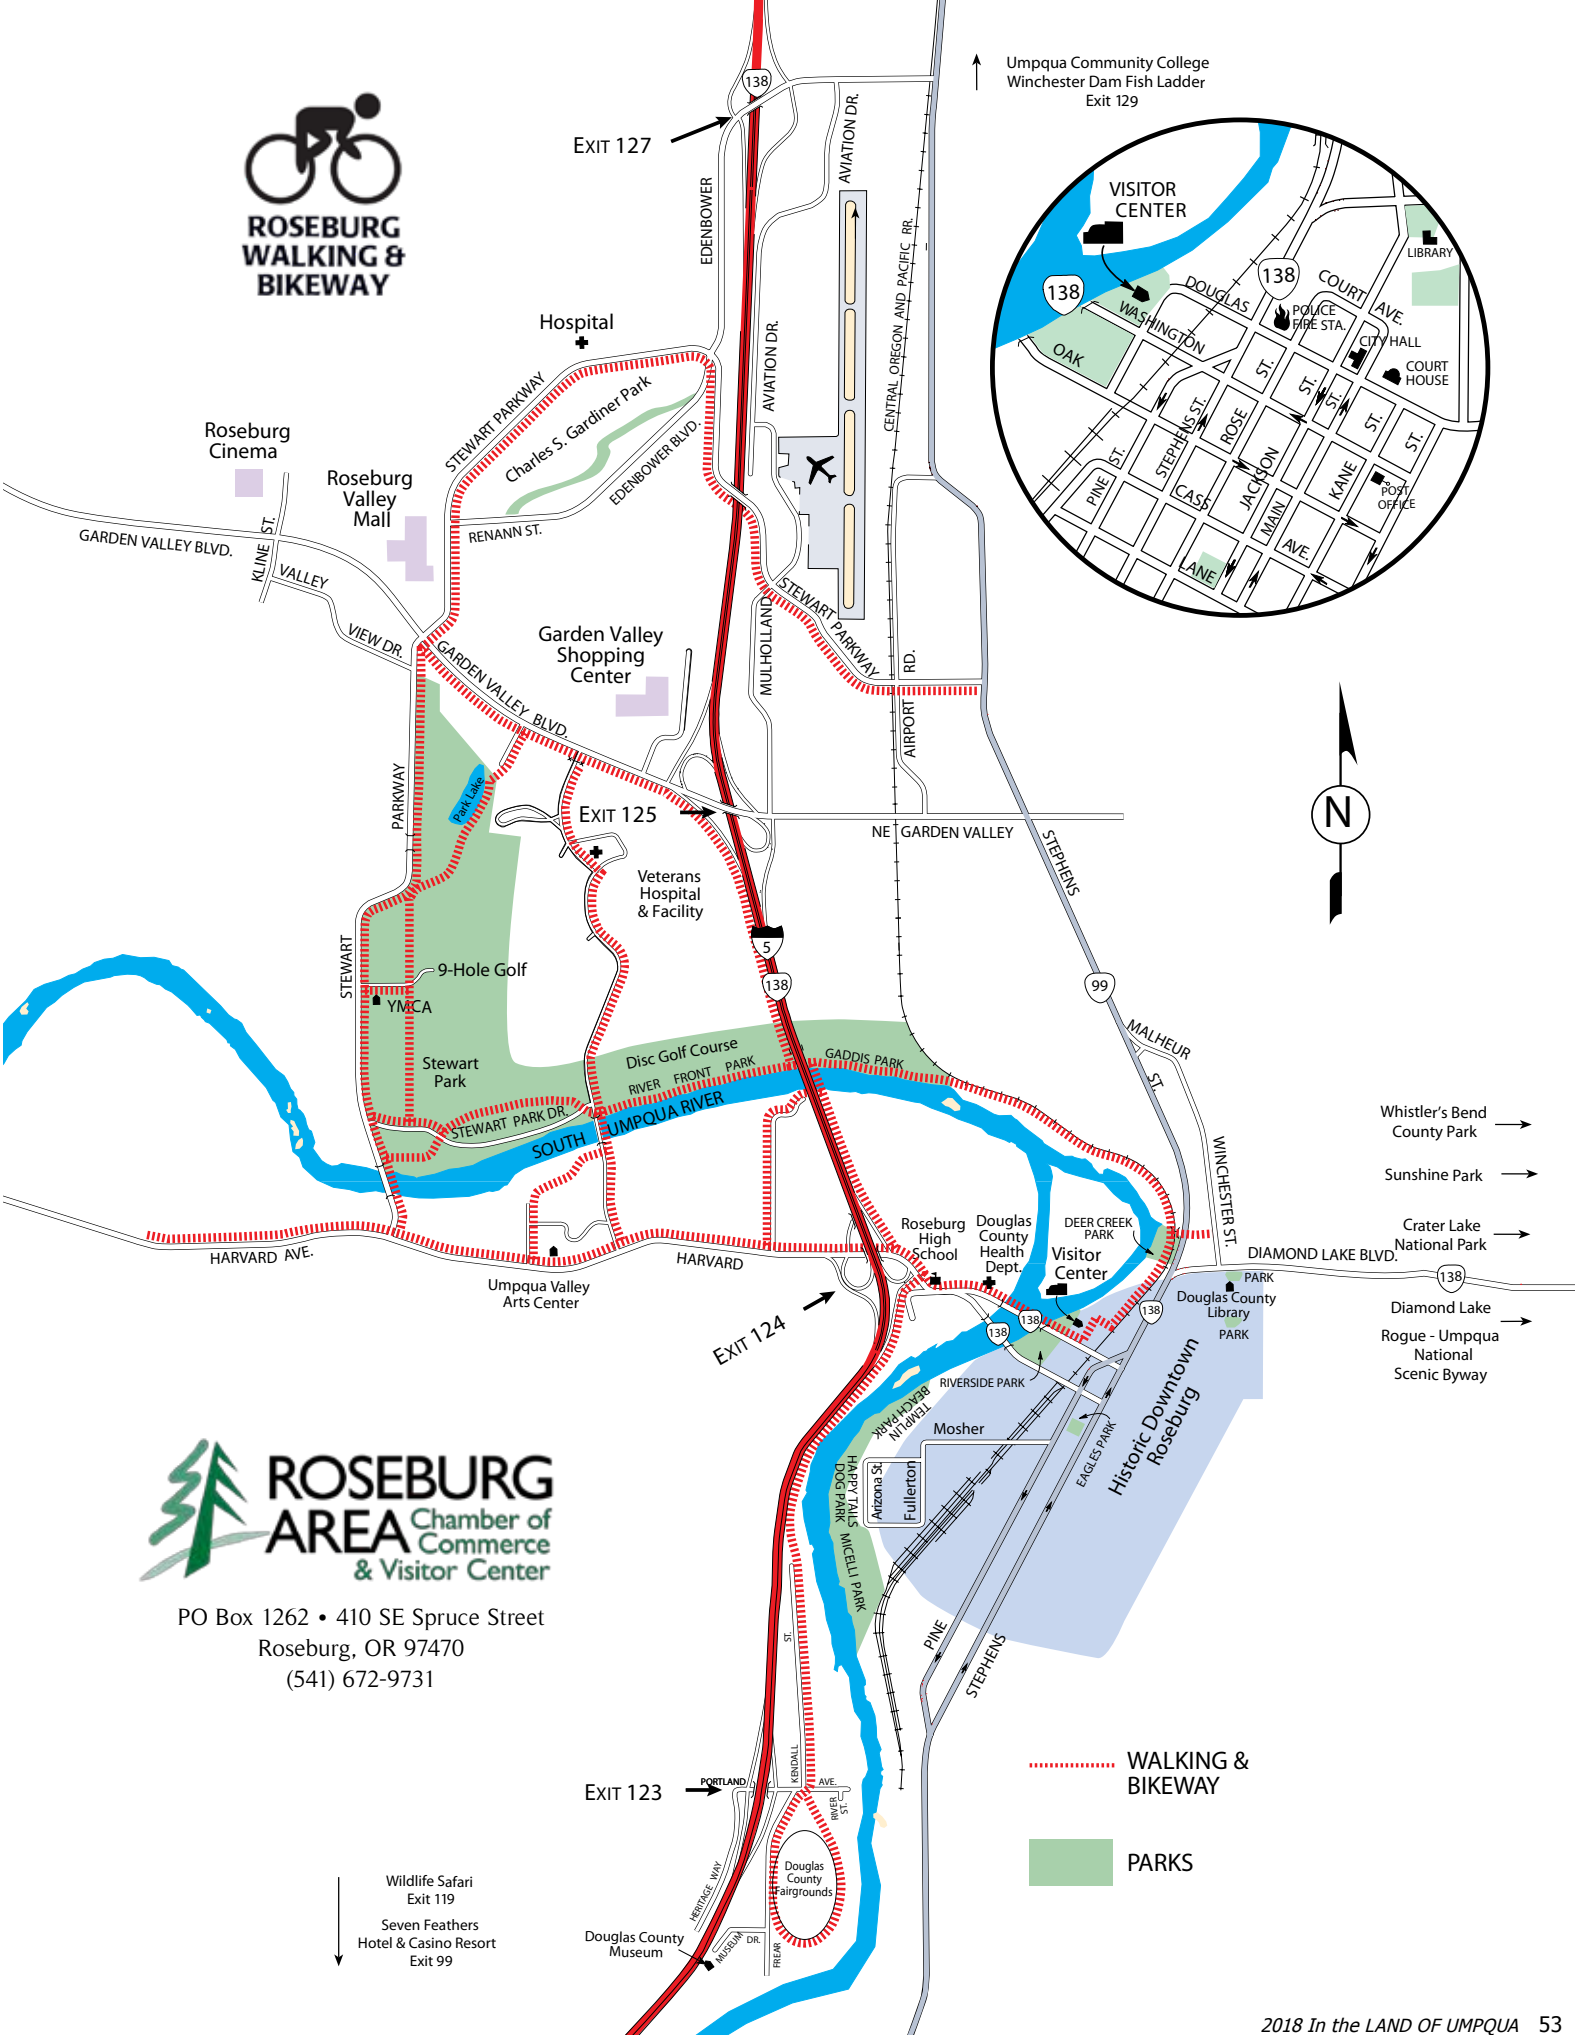 138
Umpqua Community College
Winchester Dam Fish Ladder
Exit 129
EXIT 127
AVIATION DR.
EDENBOWER
ROSEBURG
WALKING &
BIKEWAY
CENTRAL OREGON AND PACIFIC RR.
VISITOR
CENTER
138
138
LIBRARY
DOUGLAS
COURT AVE.
WASHINGTON
POLICE
FIRE STA.
CITY HALL
OAK
COURT
HOUSE
ST.
ST.
ST.
ST.
ST.
STEPHENS ST.
ROSE
PINE
ST.
CASS
JACKSON
MAIN
KANE
POST
OFFICE
AVE.
LANE
Hospital
STEWART PARKWAY
Charles S. Gardiner Park
EDENBOWER BLVD.
AVIATION DR.
Roseburg
Cinema
Roseburg
Valley
Mall
RENANN ST.
GARDEN VALLEY BLVD.
KLINE ST.
VALLEY
VIEW DR.
GARDEN VALLEY BLVD.
Garden Valley
Shopping
Center
MULHOLLAND
STEWART PARKWAY
AIRPORT RD.
PARKWAY
Park Lake
EXIT 125
NE GARDEN VALLEY
STEPHENS
N
Veterans
Hospital
& Facility
5
138
99
STEWART
9-Hole Golf
YMCA
Stewart
Park
Disc Golf Course
RIVER FRONT PARK
GADDIS PARK
STEWART PARK DR.
SOUTH UMPQUA RIVER
MALHEUR
ST.
WINCHESTER ST.
Whistler's Bend
County Park
Sunshine Park
Crater Lake
National Park
HARVARD AVE.
HARVARD
Umpqua Valley
Arts Center
Roseburg
High
School
Douglas
County
Health
Dept.
DEER CREEK
PARK
Visitor
Center
DIAMOND LAKE BLVD.
138
PARK
Douglas County
Library
PARK
138
138
138
Diamond Lake
Rogue - Umpqua
National
Scenic Byway
EXIT 124
RIVERSIDE PARK
TEMPLIN
BEACH PARK
Mosher
Historic Downtown
Roseburg
EAGLES PARK
Arizona St.
Fullerton
HAPPY TAILS
DOG PARK
MICELLI PARK
ROSEBURG
AREA Chamber of
Commerce
& Visitor Center
PO Box 1262 • 410 SE Spruce Street
Roseburg, OR 97470
(541) 672-9731
PINE
STEPHENS
KENDALL ST.
EXIT 123
PORTLAND AVE.
RIVER
ST.
WALKING &
BIKEWAY
PARKS
Douglas
County
Fairgrounds
HERITAGE WAY
Douglas County
Museum
MUSEUM DR.
FREAR
Wildlife Safari
Exit 119
Seven Feathers
Hotel & Casino Resort
Exit 99
2018 In the LAND OF UMPQUA 53